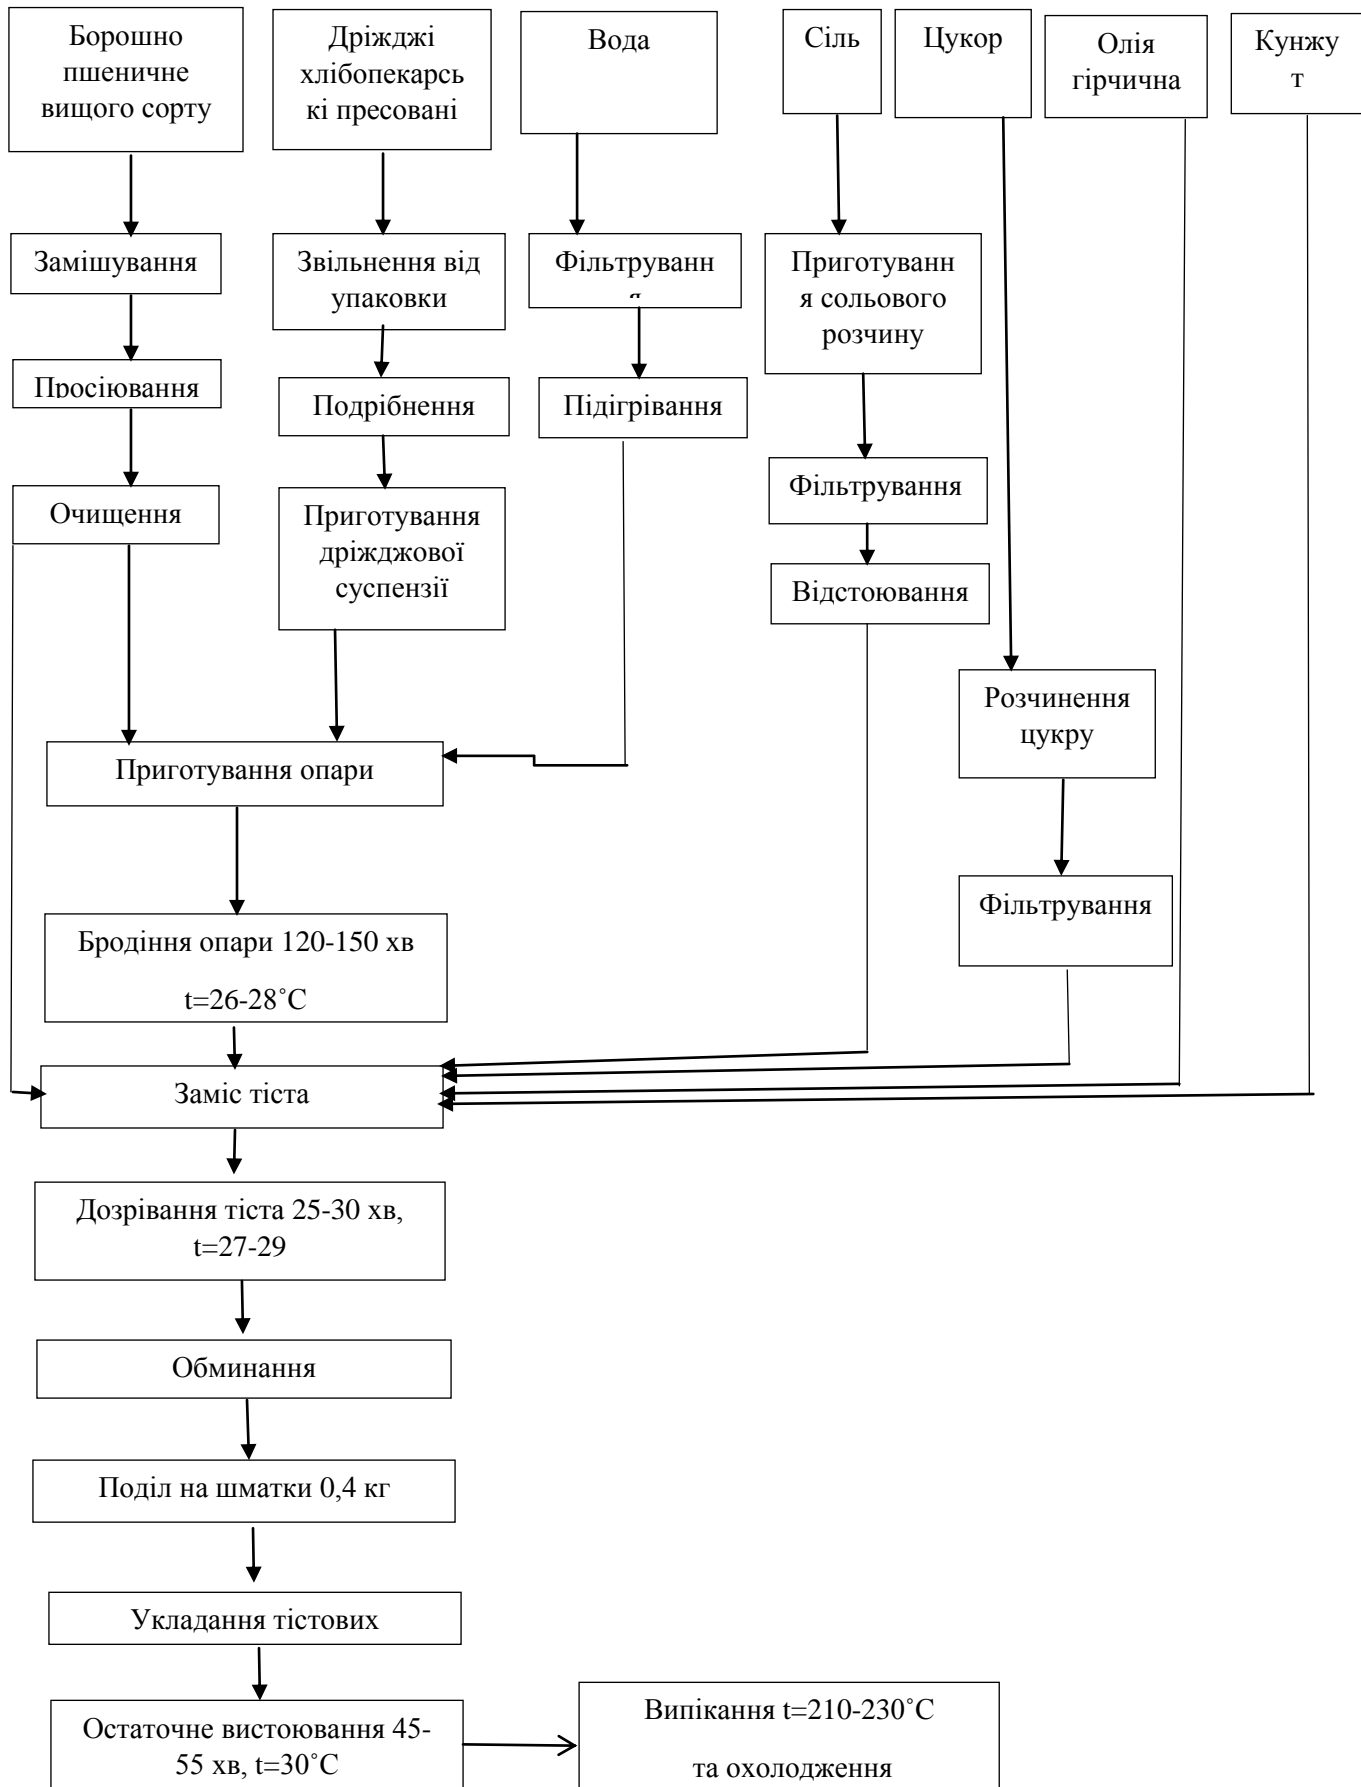 Борошно
пшеничне
вищого сорту
Дріжджі
хлібопекарсь
кі пресовані
Вода
Сіль
Цукор
Олія
гірчична
Кунжу
т
Замішування
Звільнення від
упаковки
Фільтруванн
я
Приготуванн
я сольового
розчину
Просіювання
Подрібнення
Підігрівання
Фільтрування
Очищення
Приготування
дріжджової
суспензії
Відстоювання
Розчинення
цукру
Приготування опари
Фільтрування
Бродіння опари 120-150 хв
t=26-28˚С
Заміс тіста
Дозрівання тіста 25-30 хв,
t=27-29
Обминання
Поділ на шматки 0,4 кг
Укладання тістових
Остаточне вистоювання 45-
55 хв, t=30˚С
Випікання t=210-230˚С
та охолодження